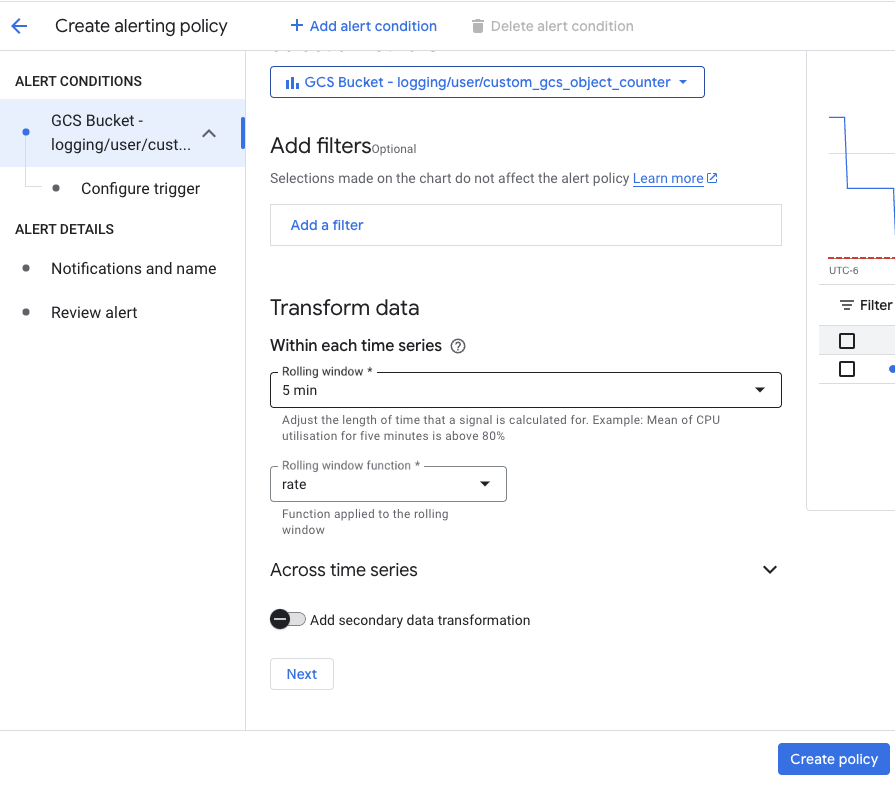 Create alerting policy
Add alert condition
Delete alert condition
ALERT CONDITIONS
GCS Bucket -
logging/user/cust...
Configure trigger
ALERT DETAILS
Notifications and name
Review alert
GCS Bucket - logging/user/custom_gcs_object_counter
Add filters Optional
Selections made on the chart do not affect the alert policy Learn more
Add a filter
Transform data
Within each time series
Rolling window *
5 min
Adjust the length of time that a signal is calculated for. Example: Mean of CPU
utilisation for five minutes is above 80%
Rolling window function *
rate
Function applied to the rolling
window
Across time series
Add secondary data transformation
Next
UTC-6
Filter
Create policy